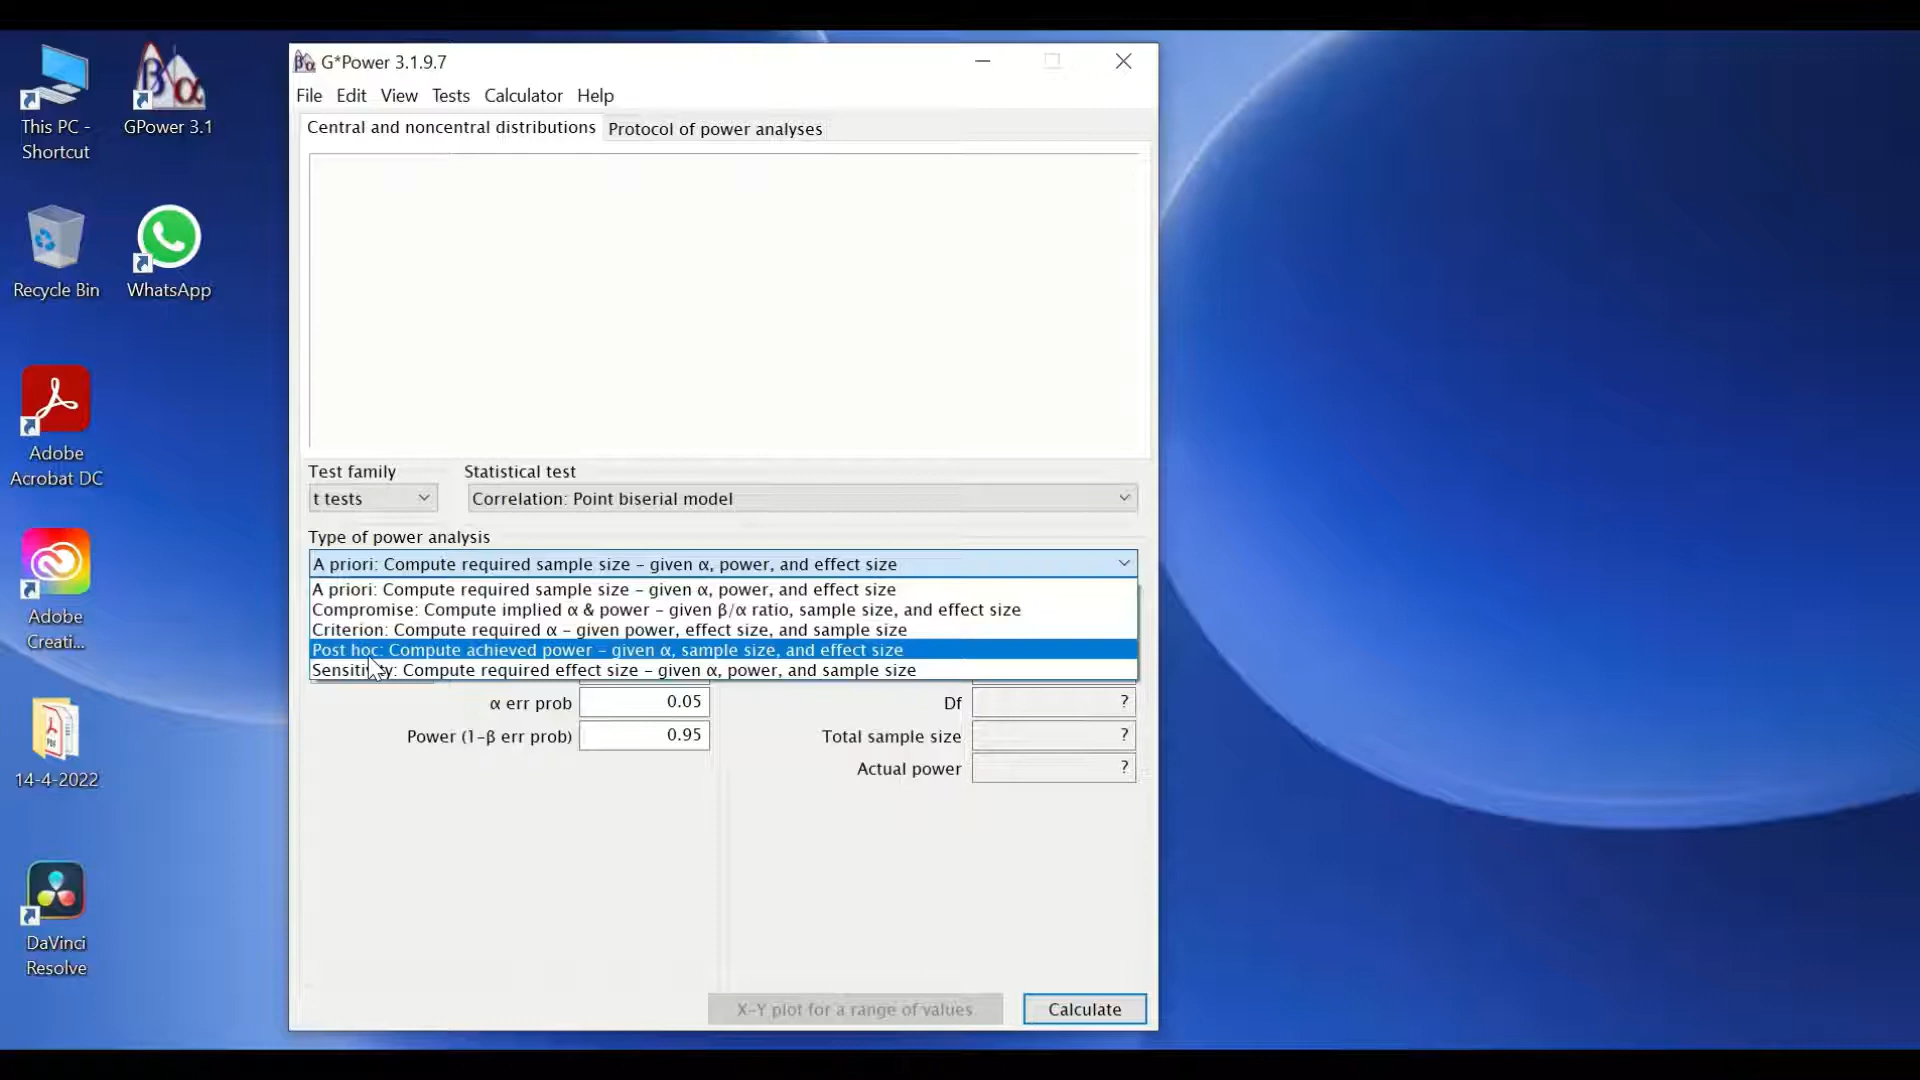 This PC -
Shortcut
GPower 3.1
Recycle Bin
WhatsApp
Adobe
Acrobat DC
Adobe
Creati...
14-4-2022
DaVinci
Resolve
G*Power 3.1.9.7
File Edit View Tests Calculator Help
Central and noncentral distributions
Protocol of power analyses
Test family
Statistical test
t tests
Correlation: Point biserial model
Type of power analysis
A priori: Compute required sample size - given α, power, and effect size
A priori: Compute required sample size - given α, power, and effect size
Compromise: Compute implied α & power - given β/α ratio, sample size, and effect size
Criterion: Compute required α - given power, effect size, and sample size
Post hoc: Compute achieved power - given α, sample size, and effect size
Sensitivity: Compute required effect size - given α, power, and sample size
α err prob 0.05
Df ?
Power (1-β err prob) 0.95
Total sample size ?
Actual power ?
X-Y plot for a range of values
Calculate